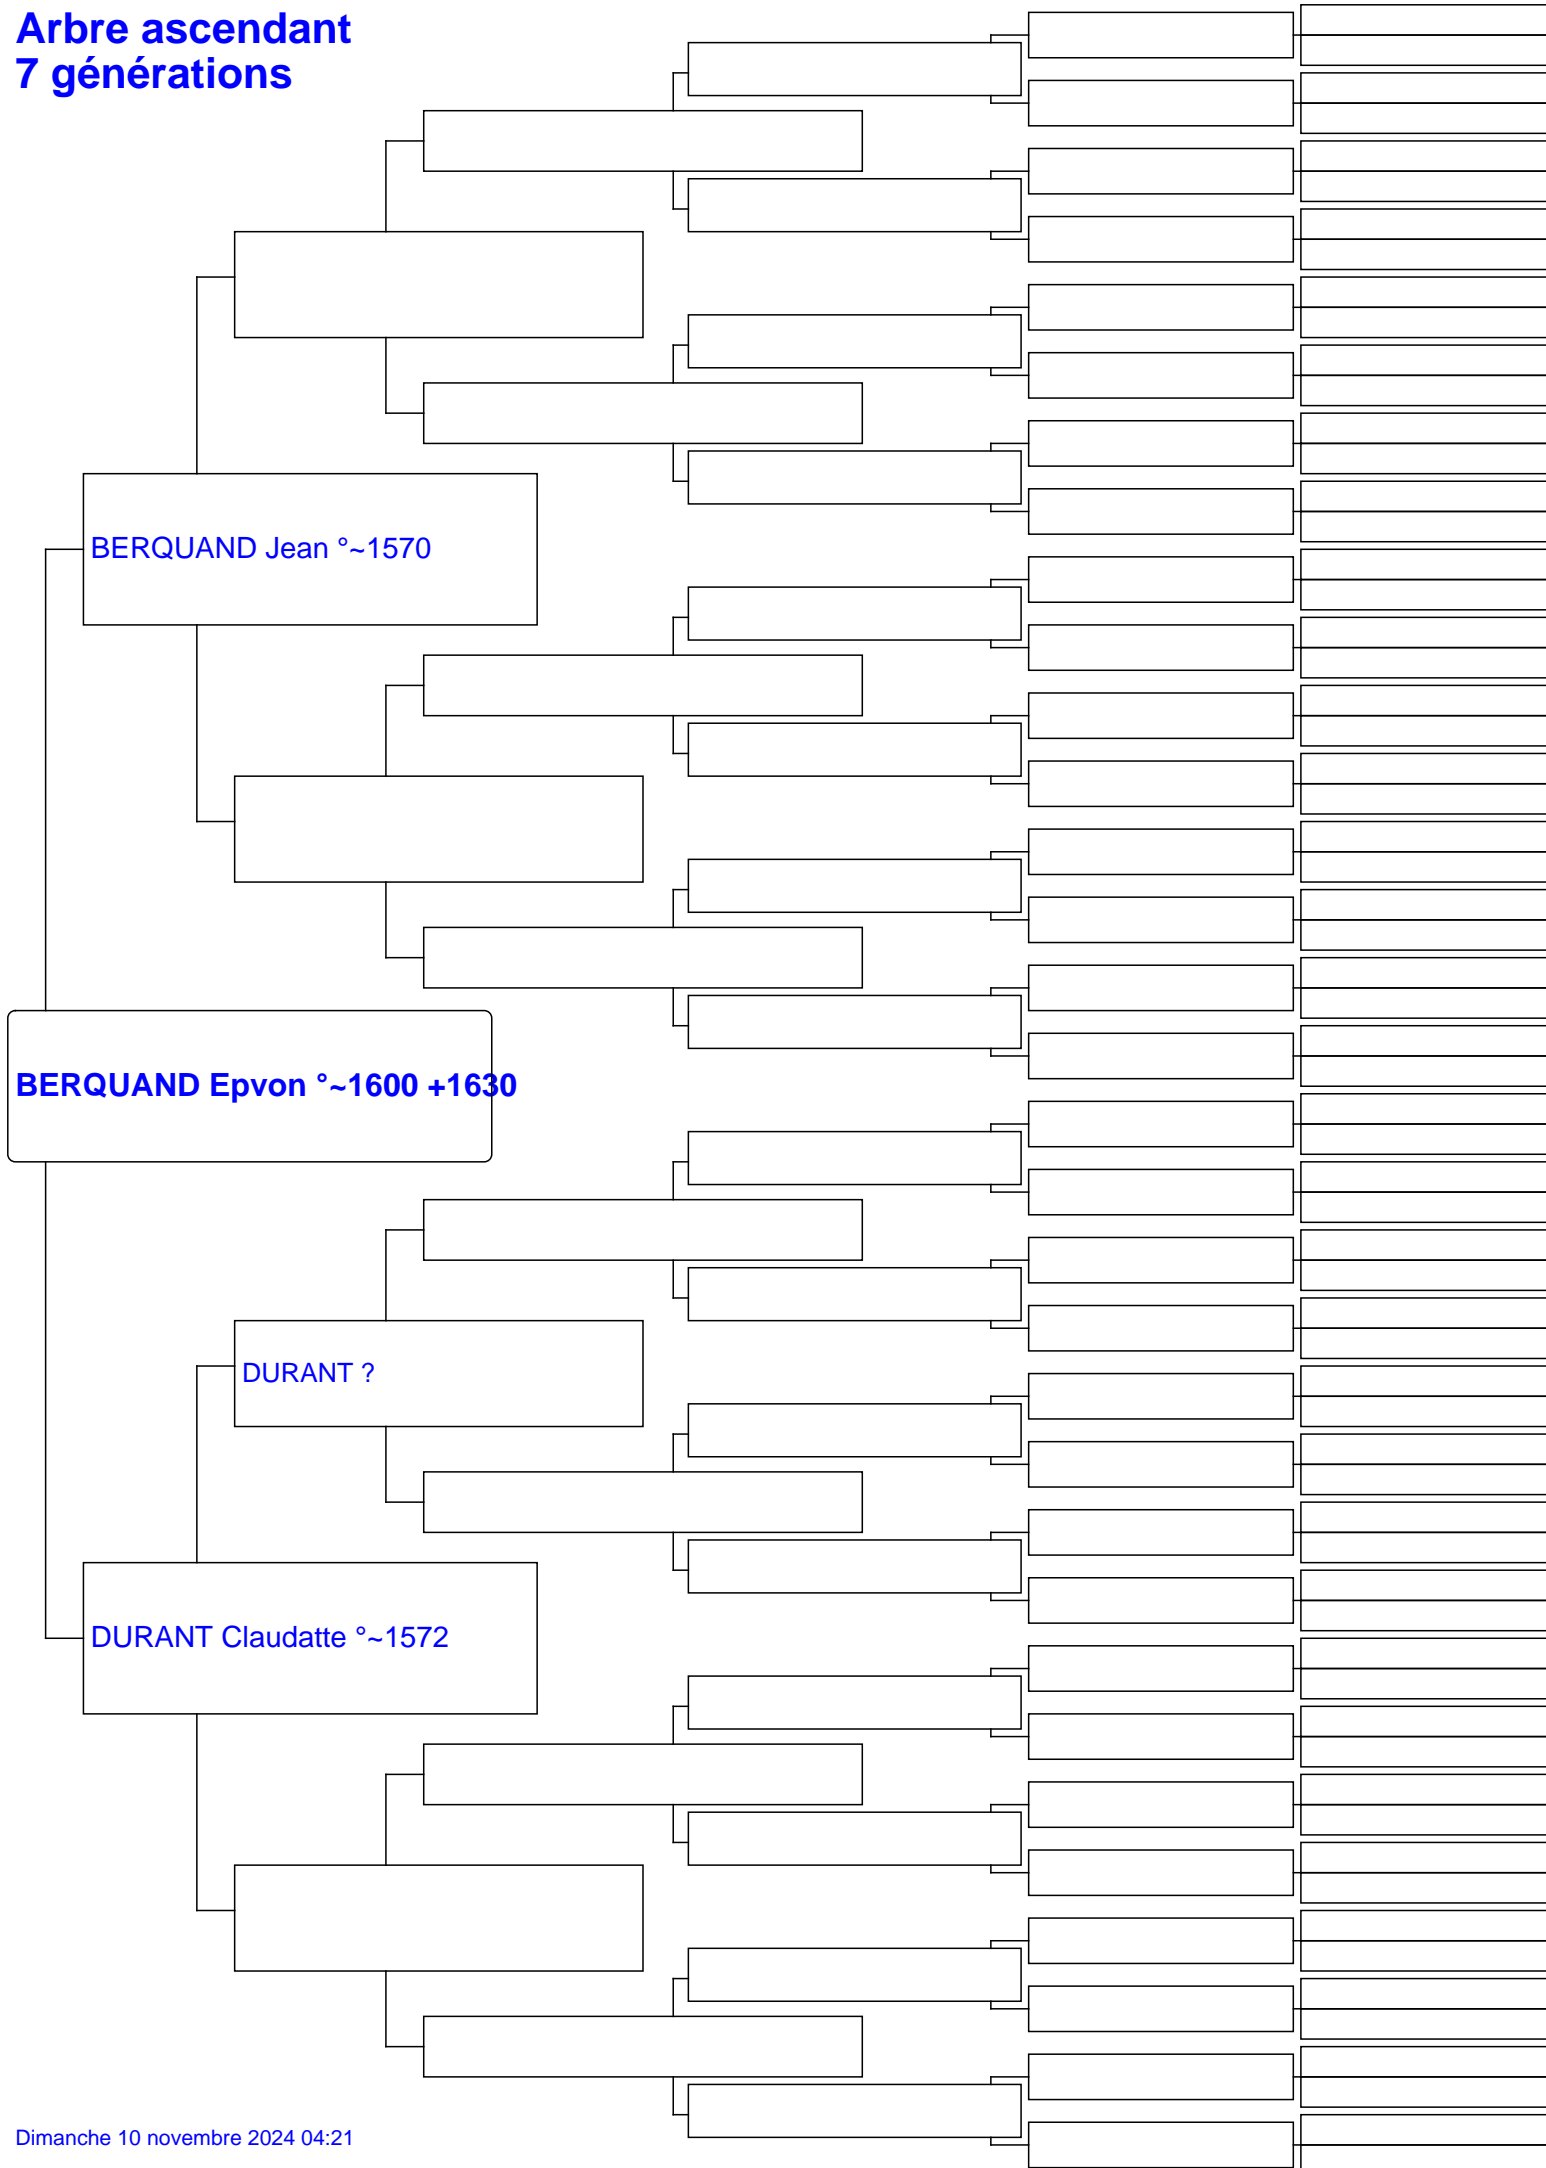 Arbre ascendant
7 générations
BERQUAND Jean °~1570
BERQUAND Epvon °~1600 +1630
DURANT ?
DURANT Claudatte °~1572
Dimanche 10 novembre 2024 04:21